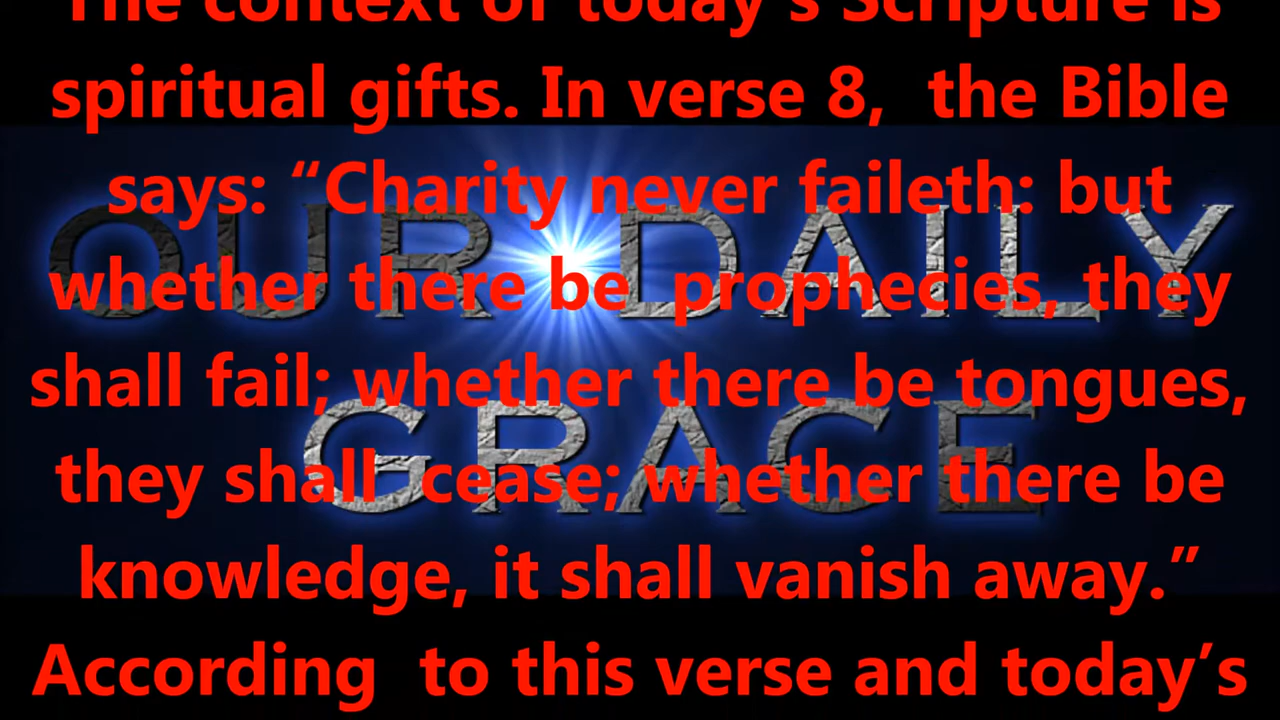 The context of today's Scripture is
spiritual gifts. In verse 8,  the Bible
says: “Charity never faileth: but
whether there be  prophecies, they
shall fail; whether there be tongues,
they shall  cease; whether there be
knowledge, it shall vanish away.”
According  to this verse and today’s
OUR DAILY
GRACE